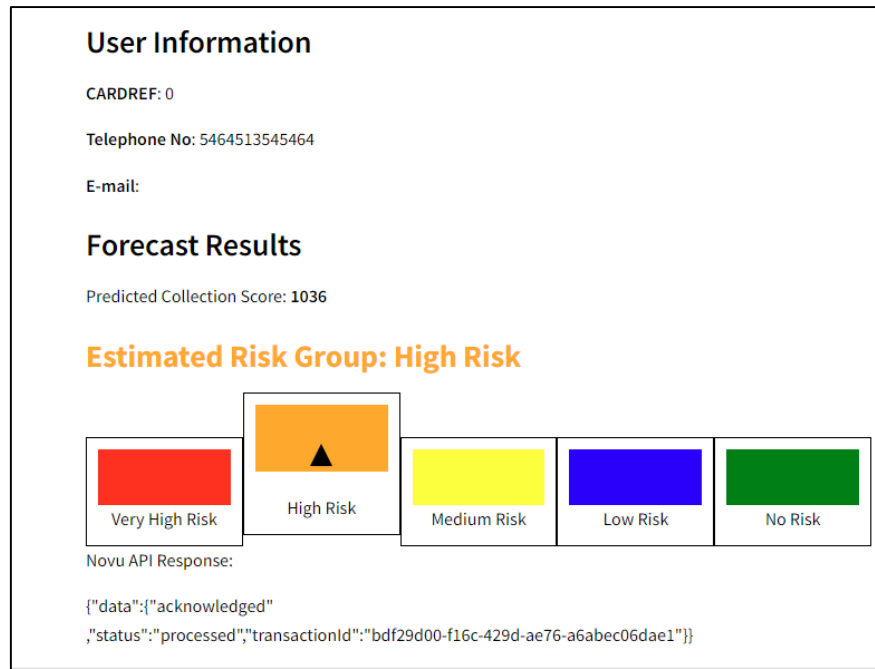 User Information
CARDREF: 0
Telephone No: 5464513545464
E-mail:
Forecast Results
Predicted Collection Score: 1036
Estimated Risk Group: High Risk
Very High Risk
High Risk
Medium Risk
Low Risk
No Risk
Novu API Response:
{"data":{"acknowledged"
,"status":"processed","transactionId":"bdf29d00-f16c-429d-ae76-a6abec06dae1"}}